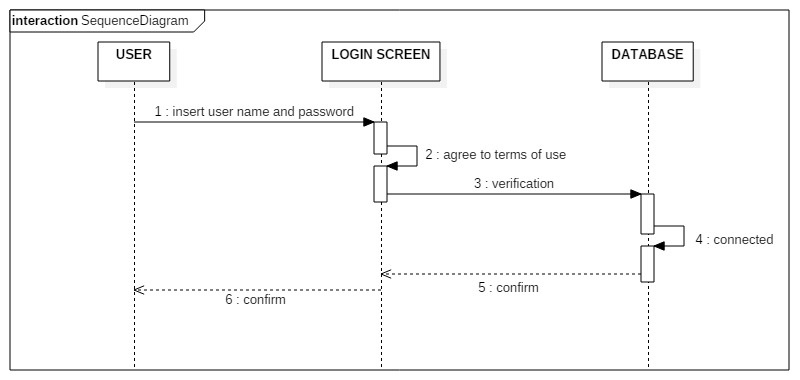 interaction SequenceDiagram
USER
LOGIN SCREEN
DATABASE
1 : insert user name and password
2 : agree to terms of use
3 : verification
4 : connected
5 : confirm
6 : confirm